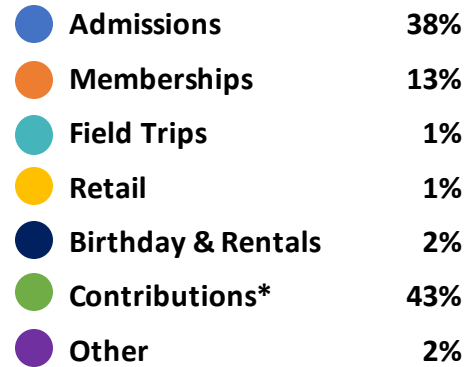 Admissions 38%
Memberships 13%
Field Trips 1%
Retail 1%
Birthday & Rentals 2%
Contributions* 43%
Other 2%